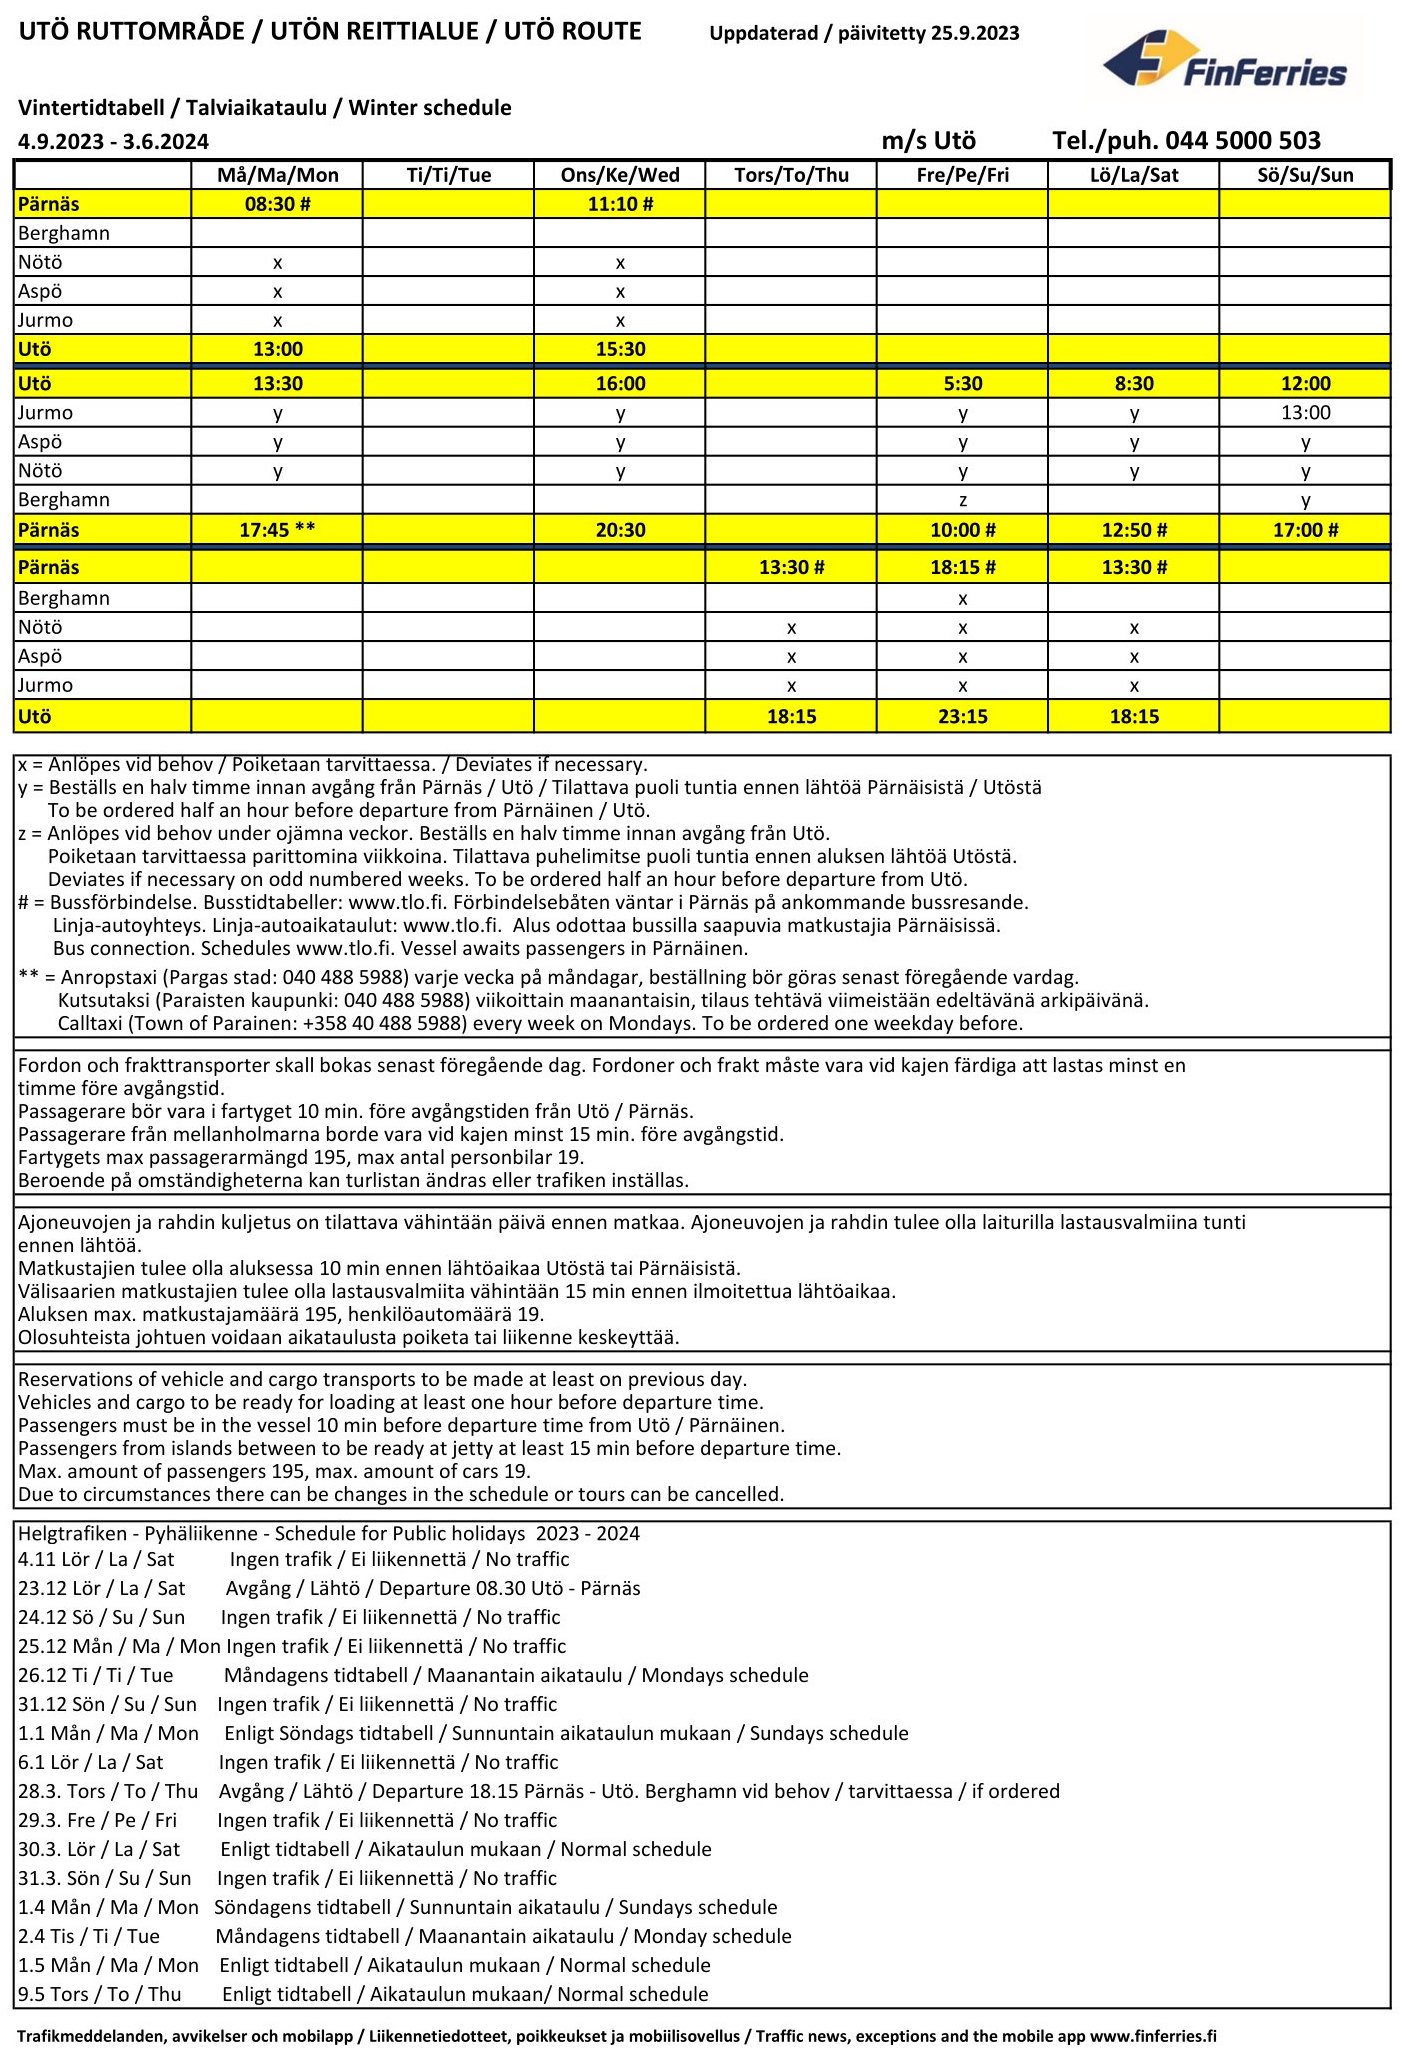 UTÖ RUTTOMRÅDE / UTÖN REITTIALUE / UTÖ ROUTE Uppdaterad / päivitetty 25.9.2023
FinFerries
Vintertidtabell / Talviaikataulu / Winter schedule
4.9.2023 - 3.6.2024 m/s Utö Tel./puh. 044 5000 503
Må/Ma/Mon Ti/Ti/Tue Ons/Ke/Wed Tors/To/Thu Fre/Pe/Fri Lö/La/Sat Sö/Su/Sun
Pärnäs 08:30 # 11:10 #
Berghamn
Nötö x x
Aspö x x
Jurmo x x
Utö 13:00 15:30
Utö 13:30 16:00 5:30 8:30 12:00
Jurmo y y y y 13:00
Aspö y y y y y
Nötö y y y y y
Berghamn z y
Pärnäs 17:45 ** 20:30 10:00 # 12:50 # 17:00 #
Pärnäs 13:30 # 18:15 # 13:30 #
Berghamn x
Nötö x x x
Aspö x x x
Jurmo x x x
Utö 18:15 23:15 18:15
x = Anlöpes vid behov / Poiketaan tarvittaessa. / Deviates if necessary.
y = Beställs en halv timme innan avgång från Pärnäs / Utö / Tilattava puoli tuntia ennen lähtöä Pärnäisistä / Utöstä
To be ordered half an hour before departure from Pärnäinen / Utö.
z = Anlöpes vid behov under ojämna veckor. Beställs en halv timme innan avgång från Utö.
Poiketaan tarvittaessa parittomina viikkoina. Tilattava puhelimitse puoli tuntia ennen aluksen lähtöä Utöstä.
Deviates if necessary on odd numbered weeks. To be ordered half an hour before departure from Utö.
# = Bussförbindelse. Busstidtabeller: www.tlo.fi. Förbindelsebåten väntar i Pärnäs på ankommande bussresande.
Linja-autoyhteys. Linja-autoaikataulut: www.tlo.fi. Alus odottaa bussilla saapuvia matkustajia Pärnäisissä.
Bus connection. Schedules www.tlo.fi. Vessel awaits passengers in Pärnäinen.
** = Anropstaxi (Pargas stad: 040 488 5988) varje vecka på måndagar, beställning bör göras senast föregående vardag.
Kutsutaksi (Paraisten kaupunki: 040 488 5988) viikoittain maanantaisin, tilaus tehtävä viimeistään edeltävänä arkipäivänä.
Calltaxi (Town of Parainen: +358 40 488 5988) every week on Mondays. To be ordered one weekday before.
Fordon och frakttransporter skall bokas senast föregående dag. Fordoner och frakt måste vara vid kajen färdiga att lastas minst en
timme före avgångstid.
Passagerare bör vara i fartyget 10 min. före avgångstiden från Utö / Pärnäs.
Passagerare från mellanholmarna borde vara vid kajen minst 15 min. före avgångstid.
Fartygets max passagerarmängd 195, max antal personbilar 19.
Beroende på omständigheterna kan turlistan ändras eller trafiken inställas.
Ajoneuvojen ja rahdin kuljetus on tilattava vähintään päivä ennen matkaa. Ajoneuvojen ja rahdin tulee olla laiturilla lastausvalmiina tunti
ennen lähtöä.
Matkustajien tulee olla aluksessa 10 min ennen lähtöaikaa Utöstä tai Pärnäisistä.
Välisaarien matkustajien tulee olla lastausvalmiita vähintään 15 min ennen ilmoitettua lähtöaikaa.
Aluksen max. matkustajamäärä 195, henkilöautomäärä 19.
Olosuhteista johtuen voidaan aikataulusta poiketa tai liikenne keskeyttää.
Reservations of vehicle and cargo transports to be made at least on previous day.
Vehicles and cargo to be ready for loading at least one hour before departure time.
Passengers must be in the vessel 10 min before departure time from Utö / Pärnäinen.
Passengers from islands between to be ready at jetty at least 15 min before departure time.
Max. amount of passengers 195, max. amount of cars 19.
Due to circumstances there can be changes in the schedule or tours can be cancelled.
Helgtrafiken - Pyhäliikenne - Schedule for Public holidays 2023 - 2024
4.11 Lör / La / Sat Ingen trafik / Ei liikennettä / No traffic
23.12 Lör / La / Sat Avgång / Lähtö / Departure 08.30 Utö - Pärnäs
24.12 Sö / Su / Sun Ingen trafik / Ei liikennettä / No traffic
25.12 Mån / Ma / Mon Ingen trafik / Ei liikennettä / No traffic
26.12 Ti / Ti / Tue Måndagens tidtabell / Maanantain aikataulu / Mondays schedule
31.12 Sön / Su / Sun Ingen trafik / Ei liikennettä / No traffic
1.1 Mån / Ma / Mon Enligt Söndags tidtabell / Sunnuntain aikataulun mukaan / Sundays schedule
6.1 Lör / La / Sat Ingen trafik / Ei liikennettä / No traffic
28.3. Tors / To / Thu Avgång / Lähtö / Departure 18.15 Pärnäs - Utö. Berghamn vid behov / tarvittaessa / if ordered
29.3. Fre / Pe / Fri Ingen trafik / Ei liikennettä / No traffic
30.3. Lör / La / Sat Enligt tidtabell / Aikataulun mukaan / Normal schedule
31.3. Sön / Su / Sun Ingen trafik / Ei liikennettä / No traffic
1.4 Mån / Ma / Mon Söndagens tidtabell / Sunnuntain aikataulu / Sundays schedule
2.4 Tis / Ti / Tue Måndagens tidtabell / Maanantain aikataulu / Monday schedule
1.5 Mån / Ma / Mon Enligt tidtabell / Aikataulun mukaan / Normal schedule
9.5 Tors / To / Thu Enligt tidtabell / Aikataulun mukaan/ Normal schedule
Trafikmeddelanden, avvikelser och mobilapp / Liikennetiedotteet, poikkeukset ja mobiilisovellus / Traffic news, exceptions and the mobile app www.finferries.fi